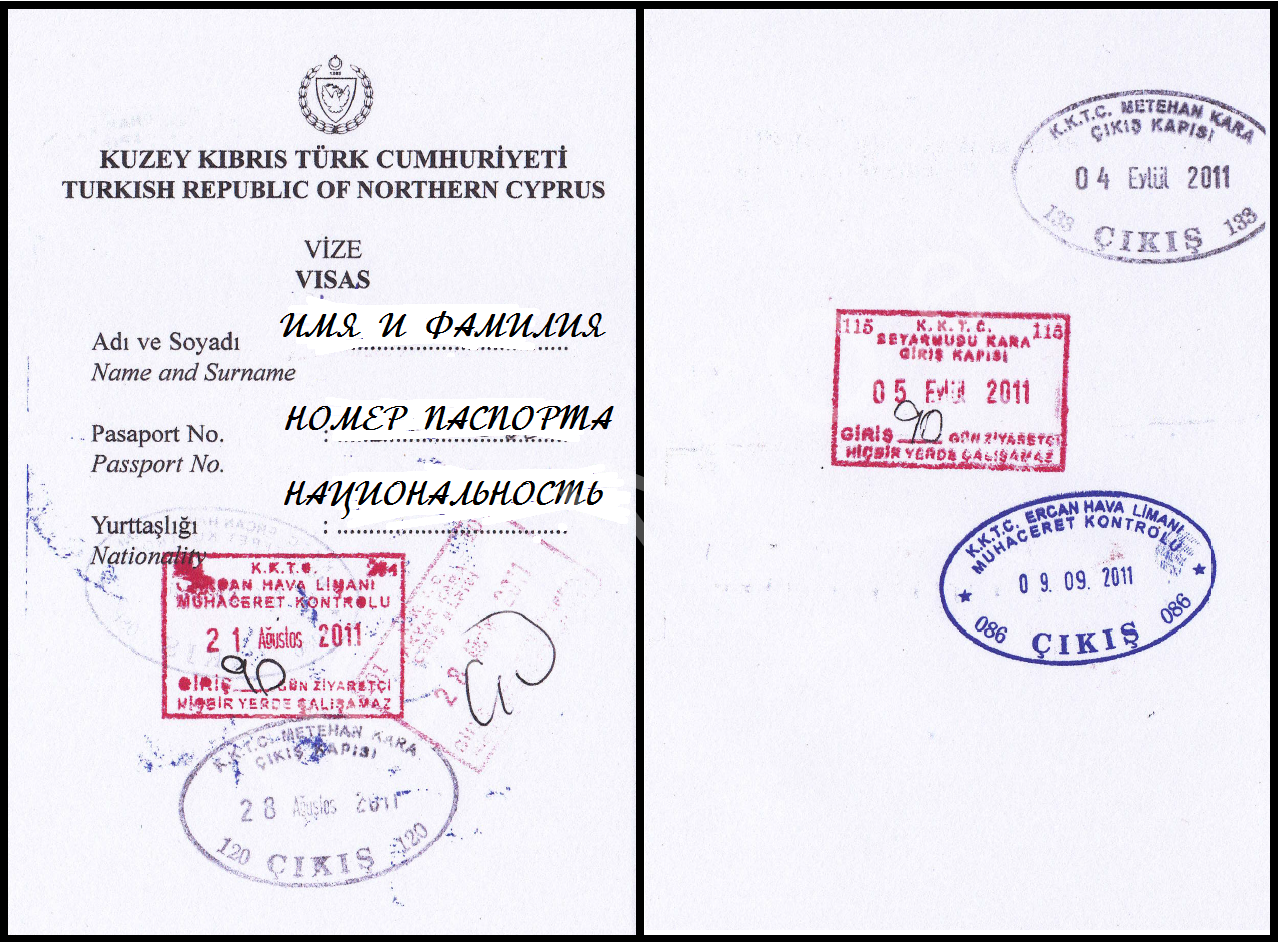 KUZEY KIBRIS TÜRK CUMHURİYETİ
TURKISH REPUBLIC OF NORTHERN CYPRUS
VİZE
VISAS
ИМЯ И ФАМИЛИЯ
Adı ve Soyadı
Name and Surname
НОМЕР ПАСПОРТА
Pasaport No. :
Passport No.
НАЦИОНАЛЬНОСТЬ
Yurttaşlığı :
Nationality
K.K.T.C.
ERCAN HAVA LİMANI
MUHACERET KONTROLU
21 Ağustos 2011
90
GİRİŞ GÜN ZİYARETÇİ
HİÇBİR YERDE ÇALIŞAMAZ
28
K.K.T.C. METEHAN KARA
ÇIKIŞ KAPISI
28 Ağustos 2011
120 ÇIKIŞ 120
K.K.T.C. METEHAN KARA
ÇIKIŞ KAPISI
04 Eylül 2011
133 ÇIKIŞ 133
115 K.K.T.C. 115
BEYARMUDU KARA
GİRİŞ KAPISI
05 Eylül 2011
90
GİRİŞ GÜN ZİYARETÇİ
HİÇBİR YERDE ÇALIŞAMAZ
K.K.T.C. ERCAN HAVA LİMANI
MUHACERET KONTROLU
09.09.2011
086 ÇIKIŞ 086